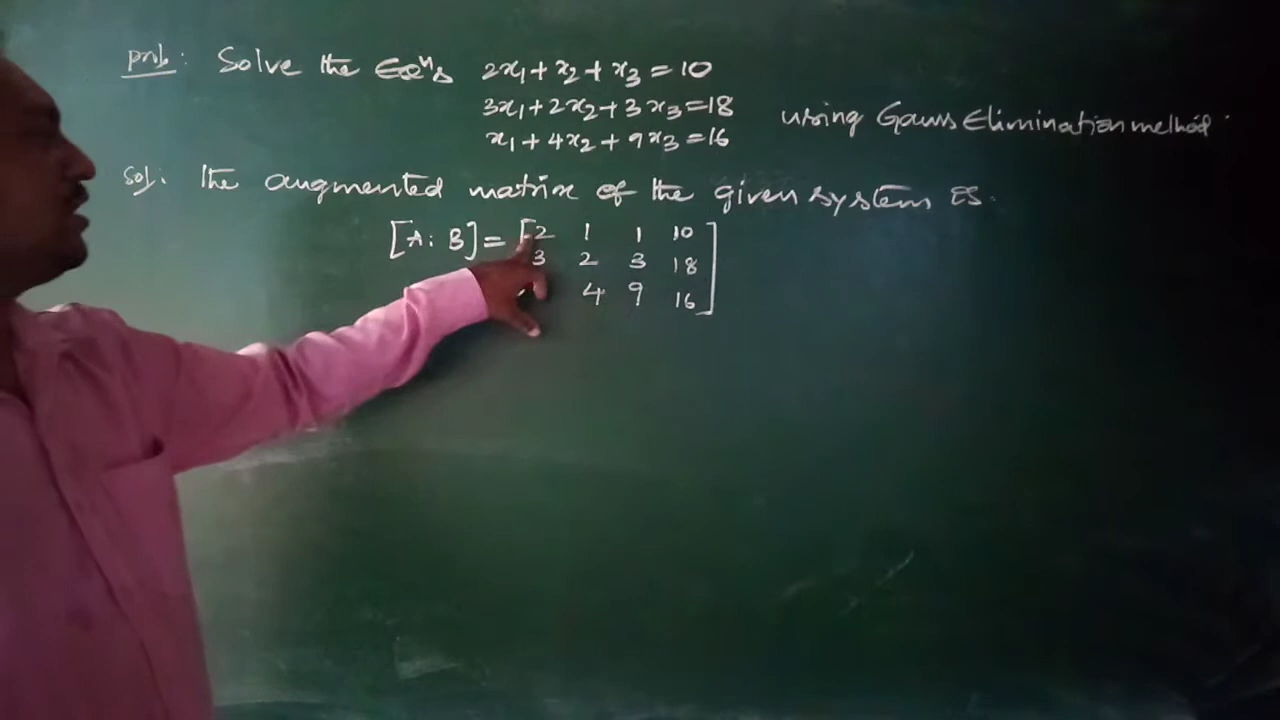 prob: Solve the Eqns 2x₁ + x₂ + x₃ = 10
3x₁ + 2x₂ + 3x₃ = 18 using Gauss Elimination method.
x₁ + 4x₂ + 9x₃ = 16
Sol: The augmented matrix of the given system is.
[A : B] = [2 1 1 10
3 2 3 18
4 9 16]